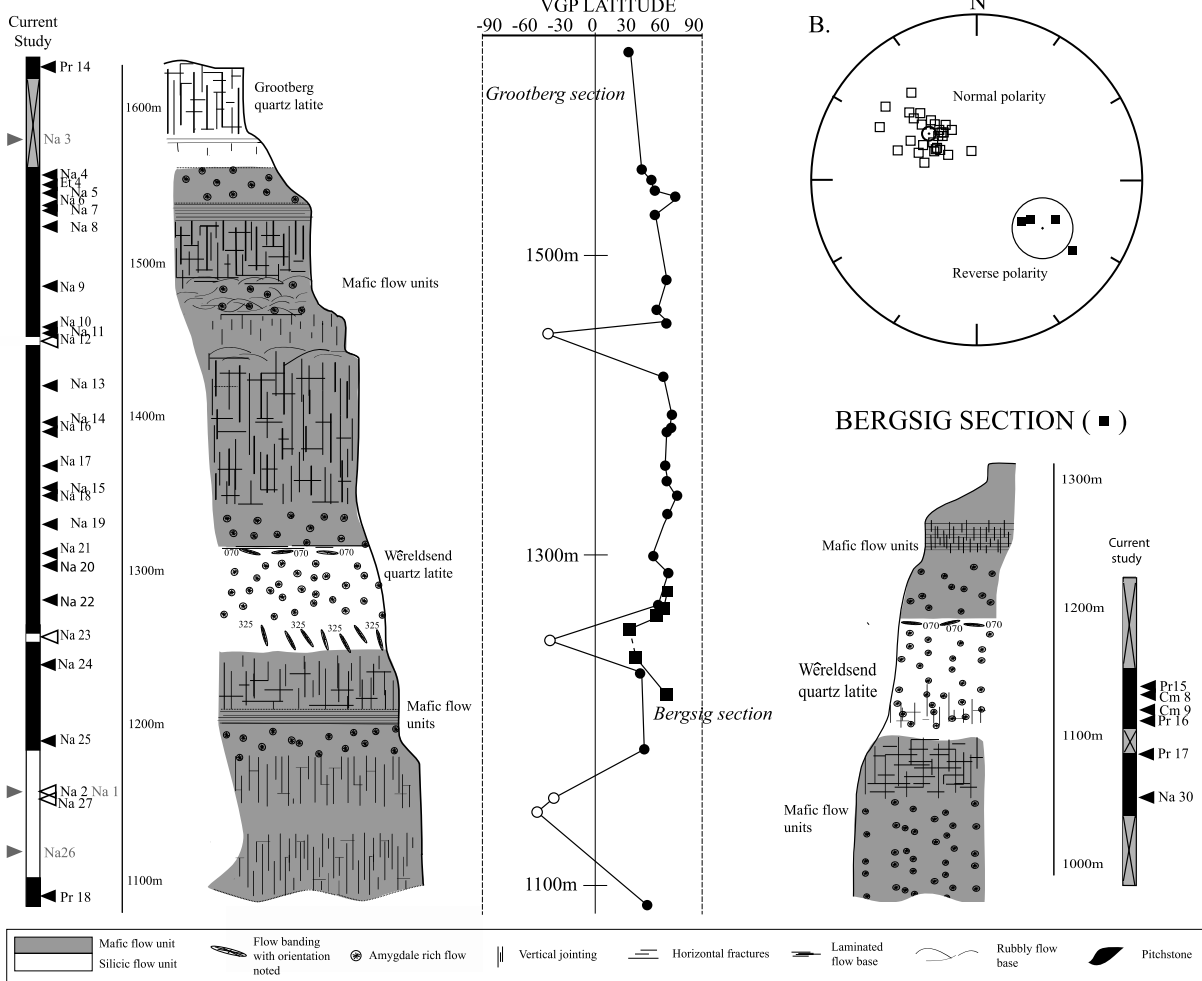 Current
Study
Pr 14
Na 3
Na 4
Et 4
Na 5
Na 6
Na 7
Na 8
Na 9
Na 10
Na 11
Na 12
Na 13
Na 14
Na 16
Na 17
Na 15
Na 18
Na 19
Na 21
Na 20
Na 22
Na 23
Na 24
Na 25
Na 2 Na 1
Na 27
Na26
Pr 18
1600m
1500m
1400m
1300m
1200m
1100m
Grootberg
quartz latite
Mafic flow units
070 070 070
Wêreldsend
quartz latite
325 325 325 325
Mafic flow
units
VGP LATITUDE
-90 -60 -30 0 30 60 90
Grootberg section
1500m
1300m
Bergsig section
1100m
B.
N
Normal polarity
Reverse polarity
BERGSIG SECTION ( ■ )
1300m
1200m
1100m
1000m
Mafic flow units
070 070 070
Wêreldsend
quartz latite
Mafic flow
units
Current
study
Pr15
Cm 8
Cm 9
Pr 16
Pr 17
Na 30
Mafic flow unit
Silicic flow unit
Flow banding
with orientation
noted
Amygdale rich flow
Vertical jointing
Horizontal fractures
Laminated
flow base
Rubbly flow
base
Pitchstone